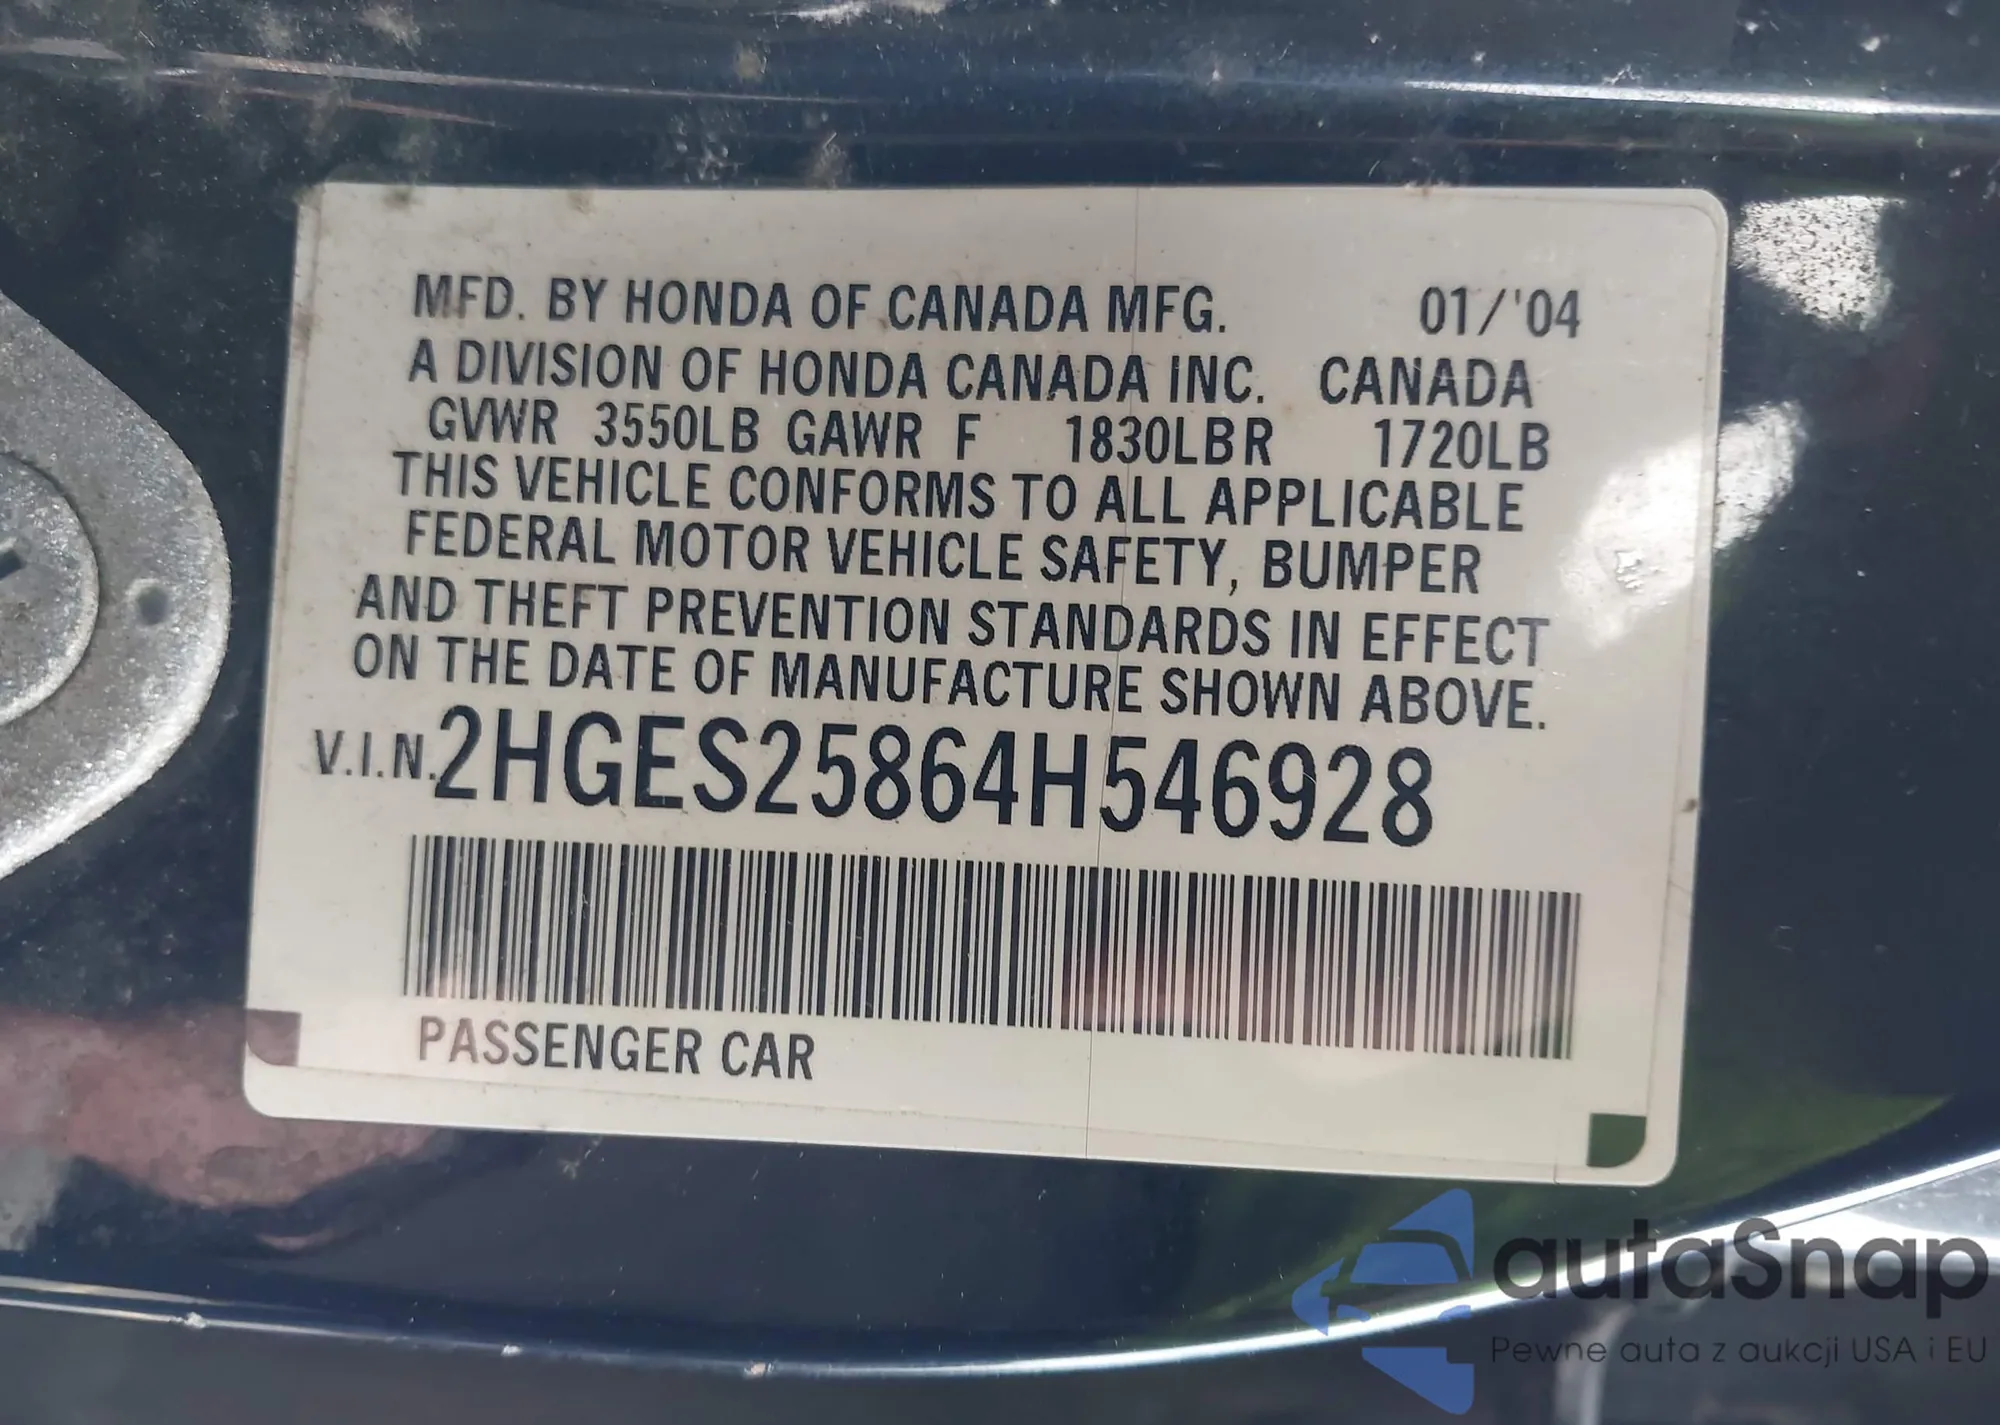 MFD. BY HONDA OF CANADA MFG. 01/'04
A DIVISION OF HONDA CANADA INC. CANADA
GVWR 3550LB GAWR F 1830LBR 1720LB
THIS VEHICLE CONFORMS TO ALL APPLICABLE
FEDERAL MOTOR VEHICLE SAFETY, BUMPER
AND THEFT PREVENTION STANDARDS IN EFFECT
ON THE DATE OF MANUFACTURE SHOWN ABOVE.
V.I.N.2HGES25864H546928
PASSENGER CAR
autaSnap
Pewne auta z aukcji USA i EU